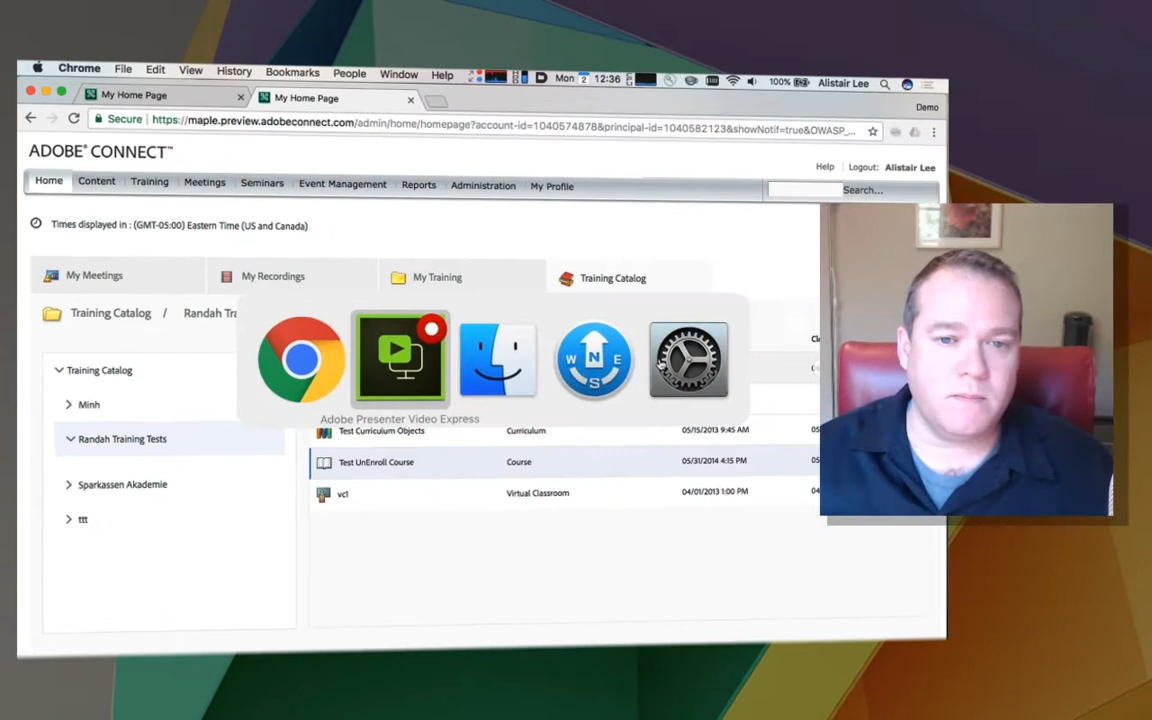 Chrome File Edit View History Bookmarks People Window Help Mon 2 12:36 100% Alistair Lee
My Home Page My Home Page Demo
Secure https://maple.preview.adobeconnect.com/admin/home/homepage?account-id=1040574878&principal-id=1040582123&showNotif=true&OWASP_...
ADOBE® CONNECT™
Help Logout: Alistair Lee
Home Content Training Meetings Seminars Event Management Reports Administration My Profile Search...
Times displayed in : (GMT-05:00) Eastern Time (US and Canada)
My Meetings My Recordings My Training Training Catalog
Training Catalog / Randah Tra
Training Catalog
W N E
S
Minh
Adobe Presenter Video Express
Test Curriculum Objects Curriculum 05/15/2013 9:45 AM 05
Randah Training Tests
Test UnEnroll Course Course 05/31/2014 4:15 PM 05
Sparkassen Akademie
vc1 Virtual Classroom 04/01/2013 1:00 PM 04
ttt